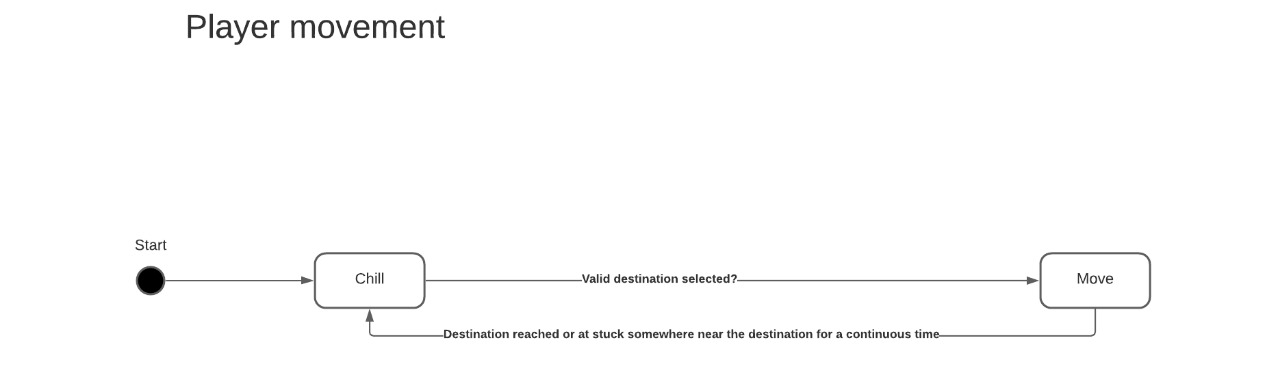 Player movement
Start
Chill
Valid destination selected?
Move
Destination reached or at stuck somewhere near the destination for a continuous time